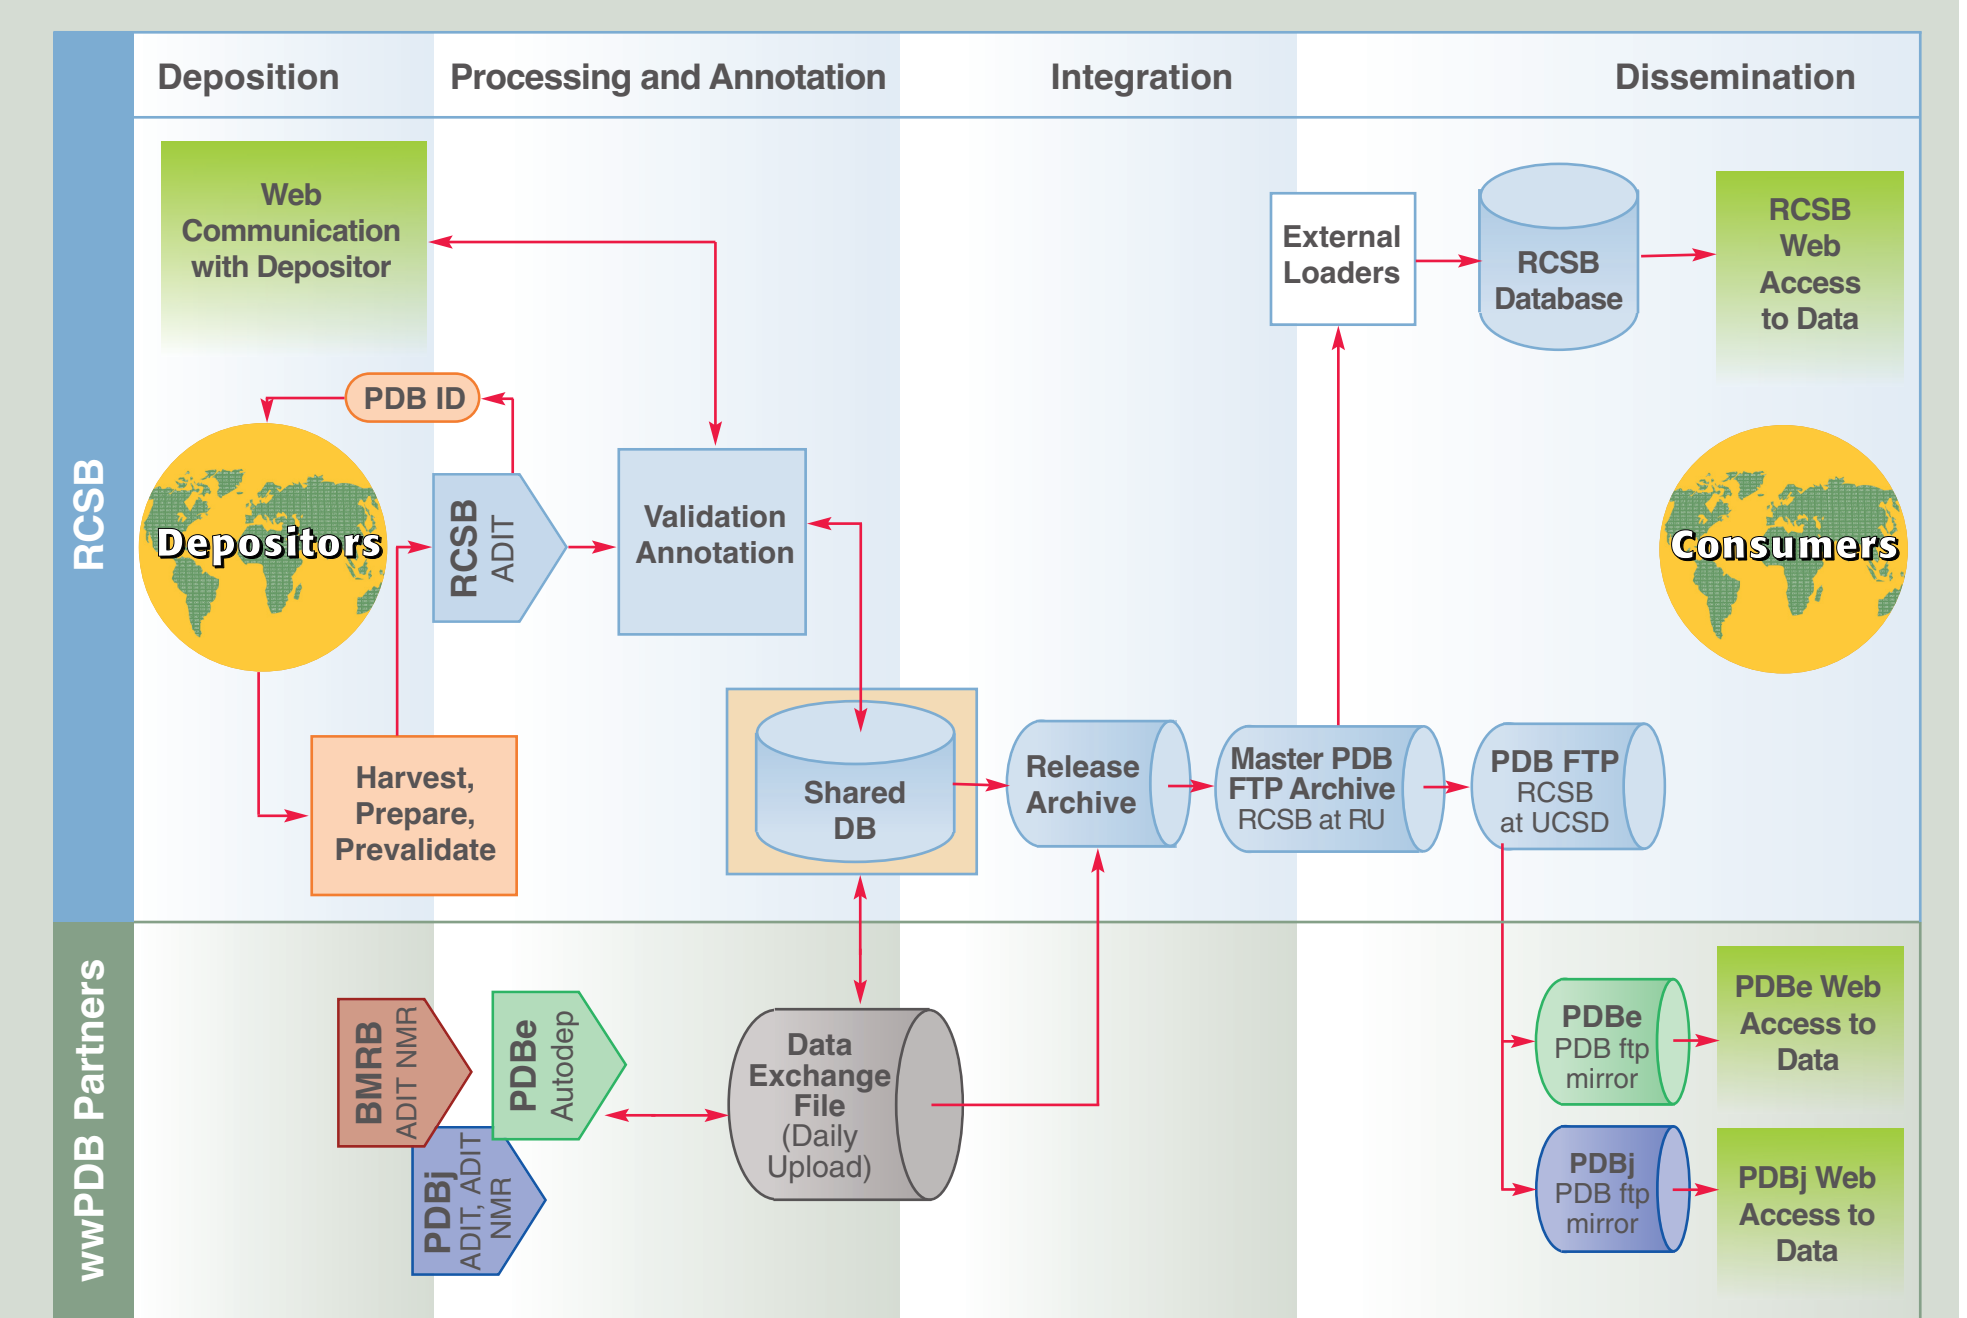 Deposition
Processing and Annotation
Integration
Dissemination
RCSB
Web
Communication
with Depositor
External
Loaders
RCSB
Database
RCSB
Web
Access
to Data
PDB ID
Depositors
RCSB
ADIT
Validation
Annotation
Consumers
Harvest,
Prepare,
Prevalidate
Shared
DB
Release
Archive
Master PDB
FTP Archive
RCSB at RU
PDB FTP
RCSB
at UCSD
wwPDB Partners
BMRB
ADIT NMR
PDBe
Autodep
PDBj
ADIT, ADIT
NMR
Data
Exchange
File
(Daily
Upload)
PDBe
PDB ftp
mirror
PDBe Web
Access to
Data
PDBj
PDB ftp
mirror
PDBj Web
Access to
Data